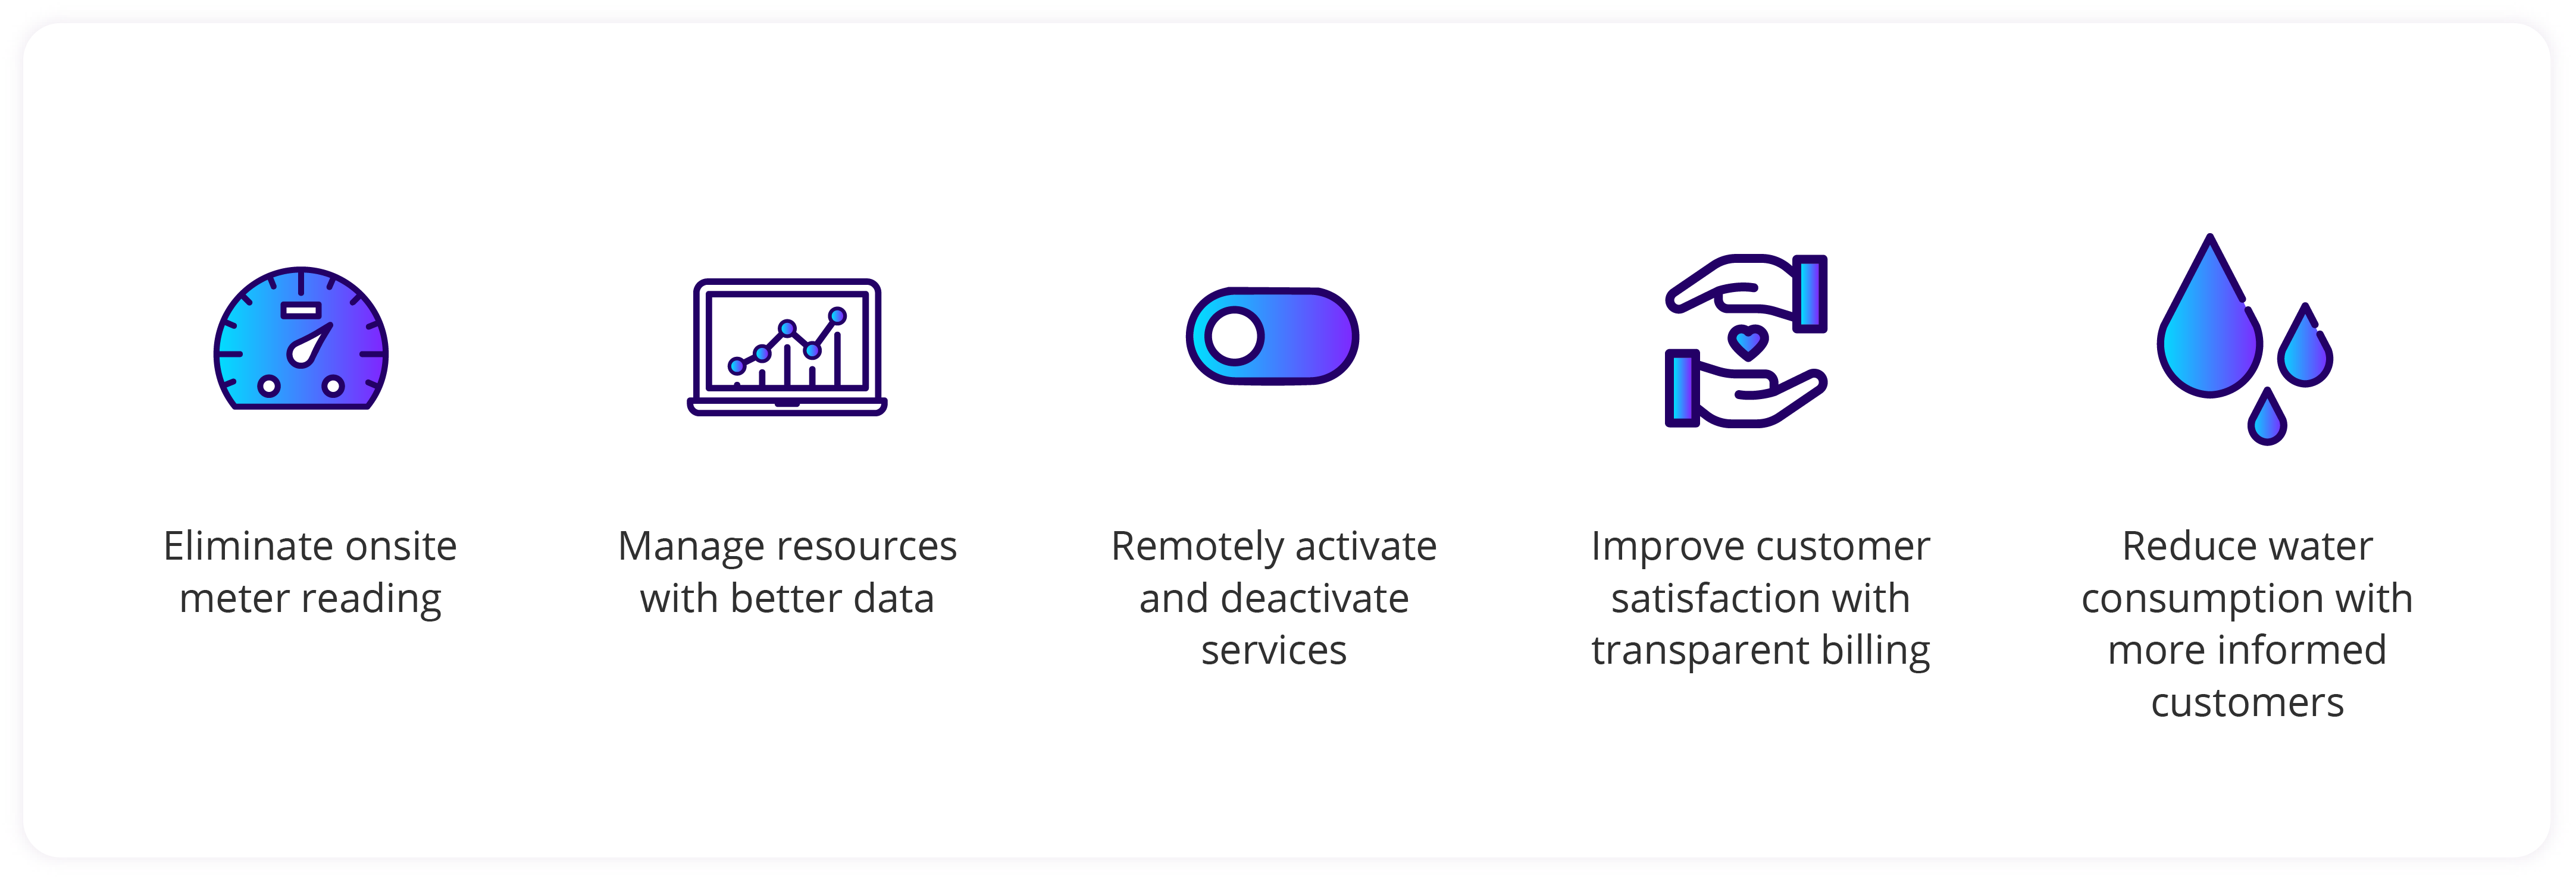 Eliminate onsite
meter reading
Manage resources
with better data
Remotely activate
and deactivate
services
Improve customer
satisfaction with
transparent billing
Reduce water
consumption with
more informed
customers